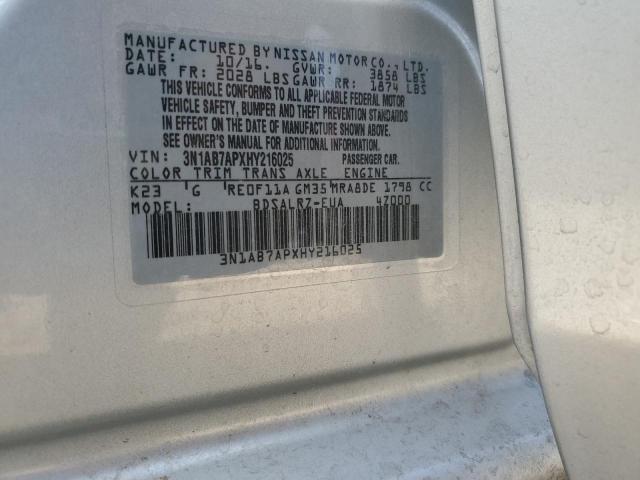 MANUFACTURED BY NISSAN MOTOR CO., LTD.
DATE: 10/16. GVWR: 3858 LBS
GAWR FR: 2028 LBS GAWR RR: 1874 LBS
THIS VEHICLE CONFORMS TO ALL APPLICABLE FEDERAL MOTOR
VEHICLE SAFETY, BUMPER AND THEFT PREVENTION STANDARDS
IN EFFECT ON THE DATE OF MANUFACTURE SHOWN ABOVE.
SEE OWNER'S MANUAL FOR FURTHER INFORMATION.
VIN: 3N1AB7APXHY216025 PASSENGER CAR.
COLOR TRIM TRANS AXLE ENGINE
K23 G RE0F11A GM35 MRA8DE 1798 CC
MODEL: BDSALRZ-EUA 4Z000
3N1AB7APXHY216025